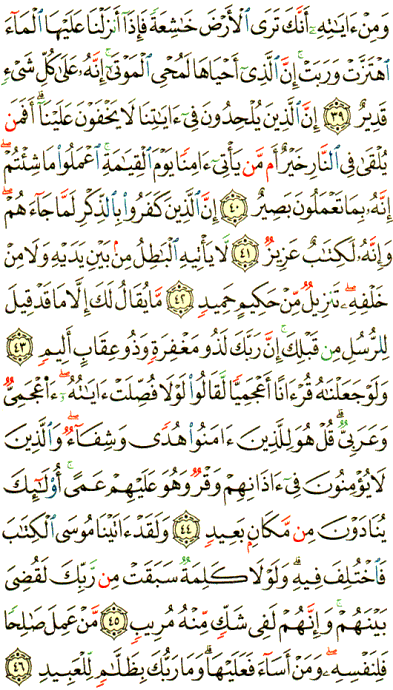 وَمِنْ ءَايَـٰتِهِۦٓ أَنَّكَ تَرَى ٱلْأَرْضَ خَـٰشِعَةً فَإِذَآ أَنزَلْنَا عَلَيْهَا ٱلْمَآءَ
ٱهْتَزَّتْ وَرَبَتْ ۚ إِنَّ ٱلَّذِىٓ أَحْيَاهَا لَمُحْىِ ٱلْمَوْتَىٰٓ ۚ إِنَّهُۥ عَلَىٰ كُلِّ شَىْءٍ
قَدِيرٌ ٣٩ إِنَّ ٱلَّذِينَ يُلْحِدُونَ فِىٓ ءَايَـٰتِنَا لَا يَخْفَوْنَ عَلَيْنَآ ۗ أَفَمَن
يُلْقَىٰ فِى ٱلنَّارِ خَيْرٌ أَم مَّن يَأْتِىٓ ءَامِنًا يَوْمَ ٱلْقِيَـٰمَةِ ۚ ٱعْمَلُوا۟ مَا شِئْتُمْ ۖ
إِنَّهُۥ بِمَا تَعْمَلُونَ بَصِيرٌ ٤٠ إِنَّ ٱلَّذِينَ كَفَرُوا۟ بِٱلذِّكْرِ لَمَّا جَآءَهُمْ ۖ
وَإِنَّهُۥ لَكِتَـٰبٌ عَزِيزٌ ٤١ لَّا يَأْتِيهِ ٱلْبَـٰطِلُ مِنۢ بَيْنِ يَدَيْهِ وَلَا مِنْ
خَلْفِهِۦ ۖ تَنزِيلٌ مِّنْ حَكِيمٍ حَمِيدٍ ٤٢ مَّا يُقَالُ لَكَ إِلَّا مَا قَدْ قِيلَ
لِلرُّسُلِ مِن قَبْلِكَ ۚ إِنَّ رَبَّكَ لَذُو مَغْفِرَةٍ وَذُو عِقَابٍ أَلِيمٍ ٤٣
وَلَوْ جَعَلْنَـٰهُ قُرْءَانًا أَعْجَمِيًّا لَّقَالُوا۟ لَوْلَا فُصِّلَتْ ءَايَـٰتُهُۥٓ ۖ ءَا۬عْجَمِىٌّ
وَعَرَبِىٌّ ۗ قُلْ هُوَ لِلَّذِينَ ءَامَنُوا۟ هُدًى وَشِفَآءٌ ۖ وَٱلَّذِينَ
لَا يُؤْمِنُونَ فِىٓ ءَاذَانِهِمْ وَقْرٌ وَهُوَ عَلَيْهِمْ عَمًى ۚ أُو۟لَـٰٓئِكَ
يُنَادَوْنَ مِن مَّكَانٍۭ بَعِيدٍ ٤٤ وَلَقَدْ ءَاتَيْنَا مُوسَى ٱلْكِتَـٰبَ
فَٱخْتُلِفَ فِيهِ ۗ وَلَوْلَا كَلِمَةٌ سَبَقَتْ مِن رَّبِّكَ لَقُضِىَ
بَيْنَهُمْ ۚ وَإِنَّهُمْ لَفِى شَكٍّ مِّنْهُ مُرِيبٍ ٤٥ مَّنْ عَمِلَ صَـٰلِحًا
فَلِنَفْسِهِۦ ۖ وَمَنْ أَسَآءَ فَعَلَيْهَا ۗ وَمَا رَبُّكَ بِظَلَّـٰمٍ لِّلْعَبِيدِ ٤٦